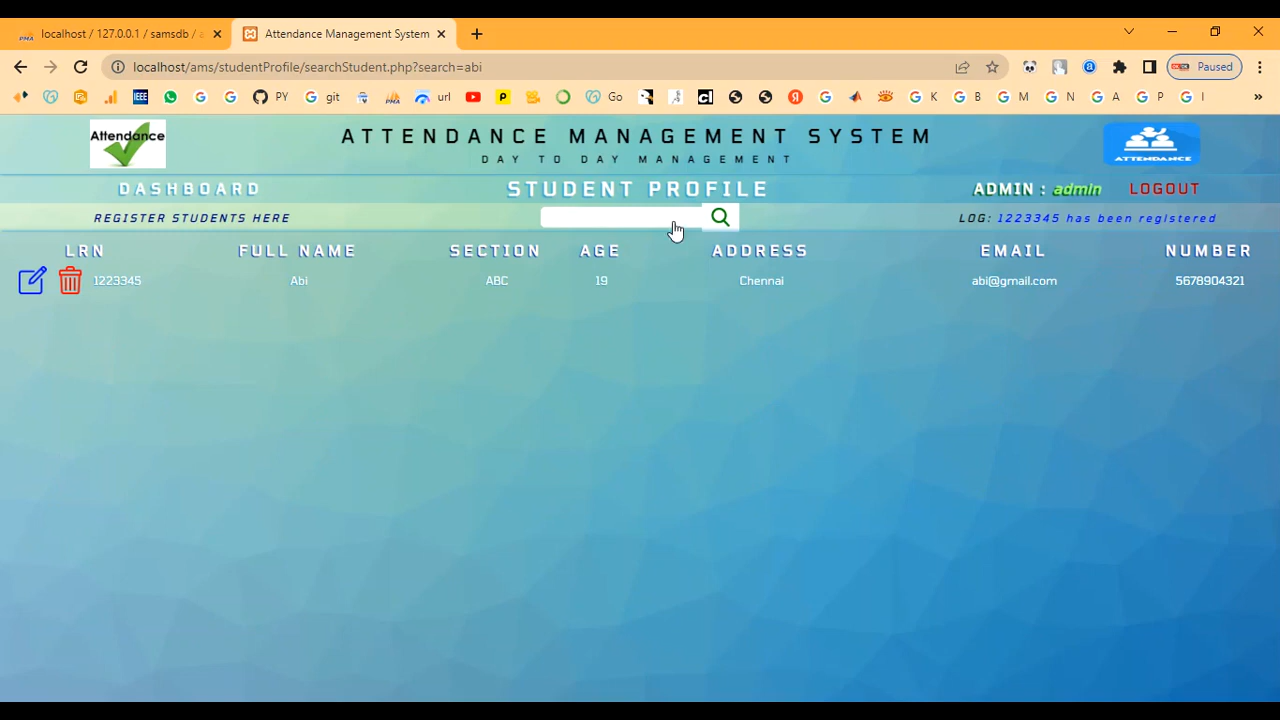 localhost / 127.0.0.1 / samsdb /
Attendance Management System
localhost/ams/studentProfile/searchStudent.php?search=abi
Paused
IEEE
PY
git
PMA
url
Go
K
B
M
N
A
P
I
Attendance
ATTENDANCE MANAGEMENT SYSTEM
DAY TO DAY MANAGEMENT
ATTENDANCE
DASHBOARD
STUDENT PROFILE
ADMIN : admin
LOGOUT
REGISTER STUDENTS HERE
LOG: 1223345 has been registered
LRN FULL NAME SECTION AGE ADDRESS EMAIL NUMBER
1223345 Abi ABC 19 Chennai abi@gmail.com 5678904321